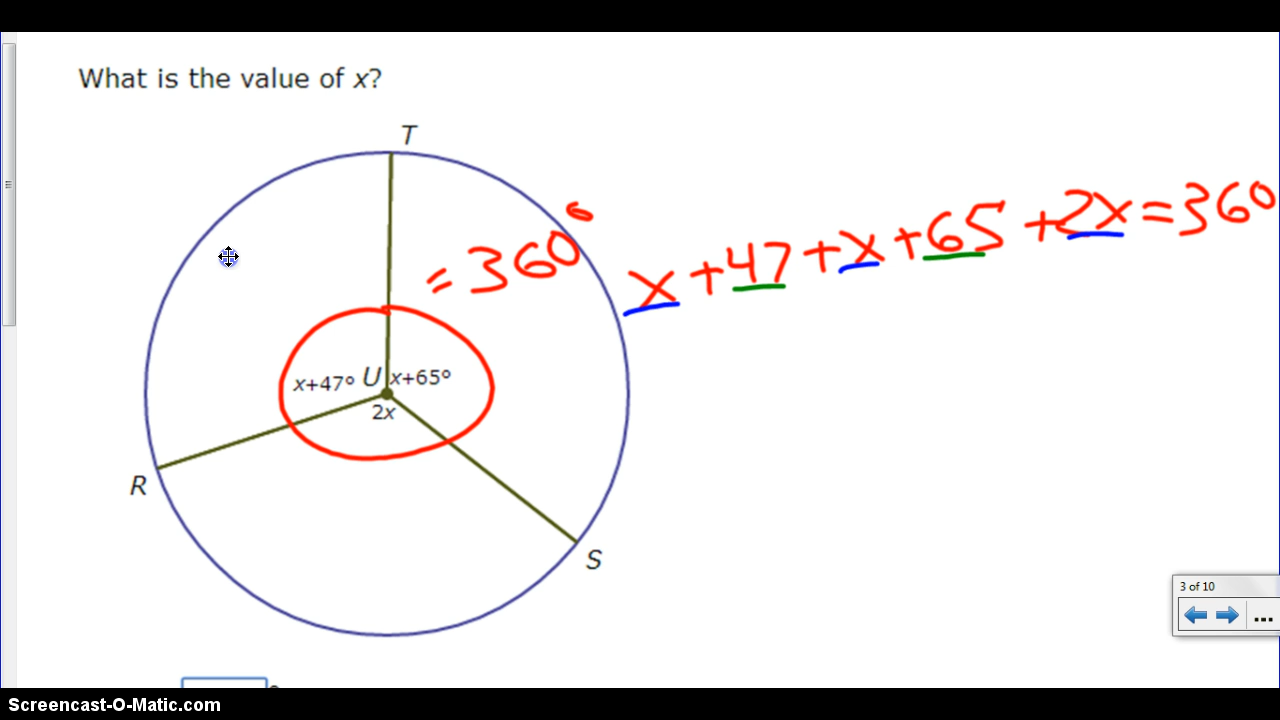 What is the value of x?
T
= 360°
x + 47 + x + 65 + 2x = 360
x+47° U x+65°
2x
R
S
3 of 10
...
Screencast-O-Matic.com